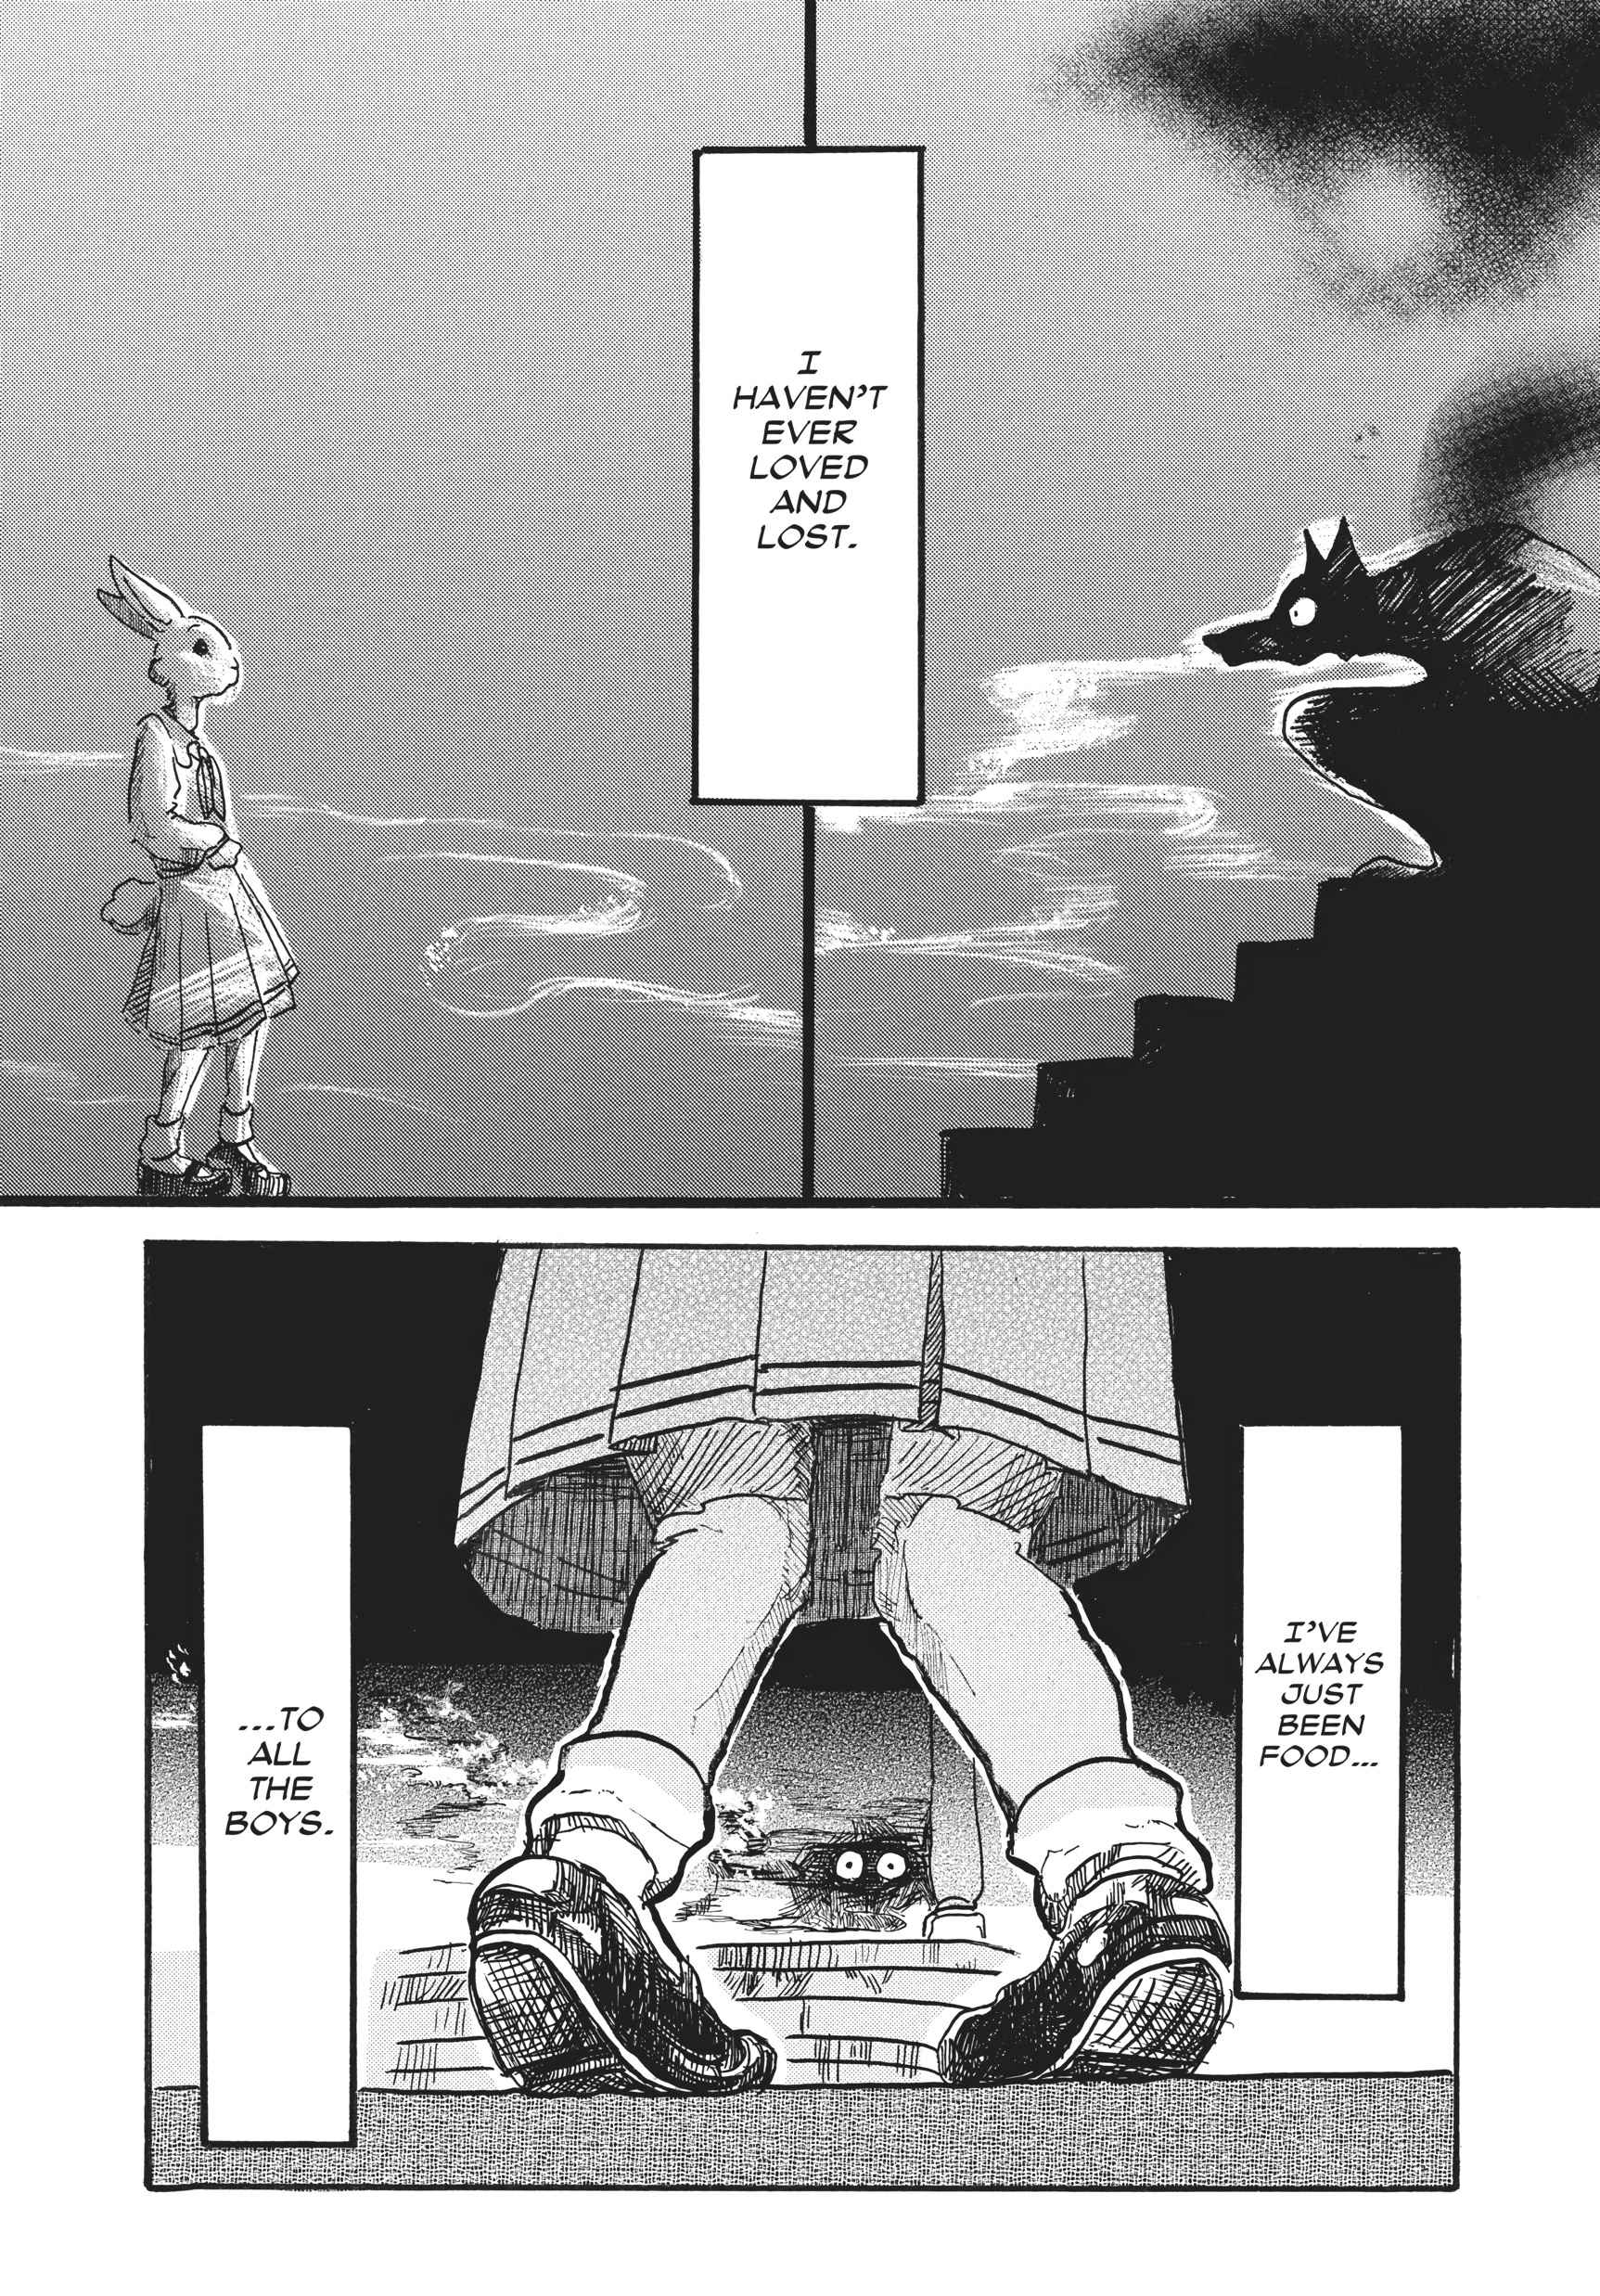 I
HAVEN'T
EVER
LOVED
AND
LOST.
I'VE
ALWAYS
JUST
BEEN
FOOD...
...TO
ALL
THE
BOYS.